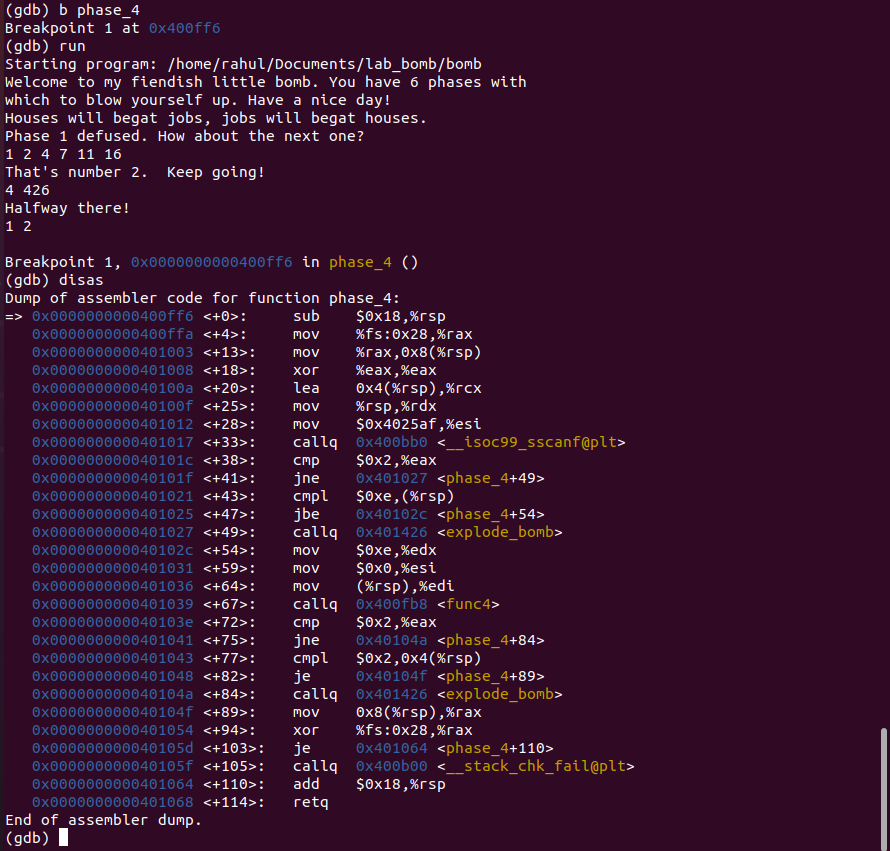 (gdb) b phase_4
Breakpoint 1 at 0x400ff6
(gdb) run
Starting program: /home/rahul/Documents/lab_bomb/bomb
Welcome to my fiendish little bomb. You have 6 phases with
which to blow yourself up. Have a nice day!
Houses will begat jobs, jobs will begat houses.
Phase 1 defused. How about the next one?
1 2 4 7 11 16
That's number 2.  Keep going!
4 426
Halfway there!
1 2
Breakpoint 1, 0x0000000000400ff6 in phase_4 ()
(gdb) disas
Dump of assembler code for function phase_4:
=> 0x0000000000400ff6 <+0>:     sub    $0x18,%rsp
   0x0000000000400ffa <+4>:     mov    %fs:0x28,%rax
   0x0000000000401003 <+13>:    mov    %rax,0x8(%rsp)
   0x0000000000401008 <+18>:    xor    %eax,%eax
   0x000000000040100a <+20>:    lea    0x4(%rsp),%rcx
   0x000000000040100f <+25>:    mov    %rsp,%rdx
   0x0000000000401012 <+28>:    mov    $0x4025af,%esi
   0x0000000000401017 <+33>:    callq  0x400bb0 <__isoc99_sscanf@plt>
   0x000000000040101c <+38>:    cmp    $0x2,%eax
   0x000000000040101f <+41>:    jne    0x401027 <phase_4+49>
   0x0000000000401021 <+43>:    cmpl   $0xe,(%rsp)
   0x0000000000401025 <+47>:    jbe    0x40102c <phase_4+54>
   0x0000000000401027 <+49>:    callq  0x401426 <explode_bomb>
   0x000000000040102c <+54>:    mov    $0xe,%edx
   0x0000000000401031 <+59>:    mov    $0x0,%esi
   0x0000000000401036 <+64>:    mov    (%rsp),%edi
   0x0000000000401039 <+67>:    callq  0x400fb8 <func4>
   0x000000000040103e <+72>:    cmp    $0x2,%eax
   0x0000000000401041 <+75>:    jne    0x40104a <phase_4+84>
   0x0000000000401043 <+77>:    cmpl   $0x2,0x4(%rsp)
   0x0000000000401048 <+82>:    je     0x40104f <phase_4+89>
   0x000000000040104a <+84>:    callq  0x401426 <explode_bomb>
   0x000000000040104f <+89>:    mov    0x8(%rsp),%rax
   0x0000000000401054 <+94>:    xor    %fs:0x28,%rax
   0x000000000040105d <+103>:   je     0x401064 <phase_4+110>
   0x000000000040105f <+105>:   callq  0x400b00 <__stack_chk_fail@plt>
   0x0000000000401064 <+110>:   add    $0x18,%rsp
   0x0000000000401068 <+114>:   retq
End of assembler dump.
(gdb)